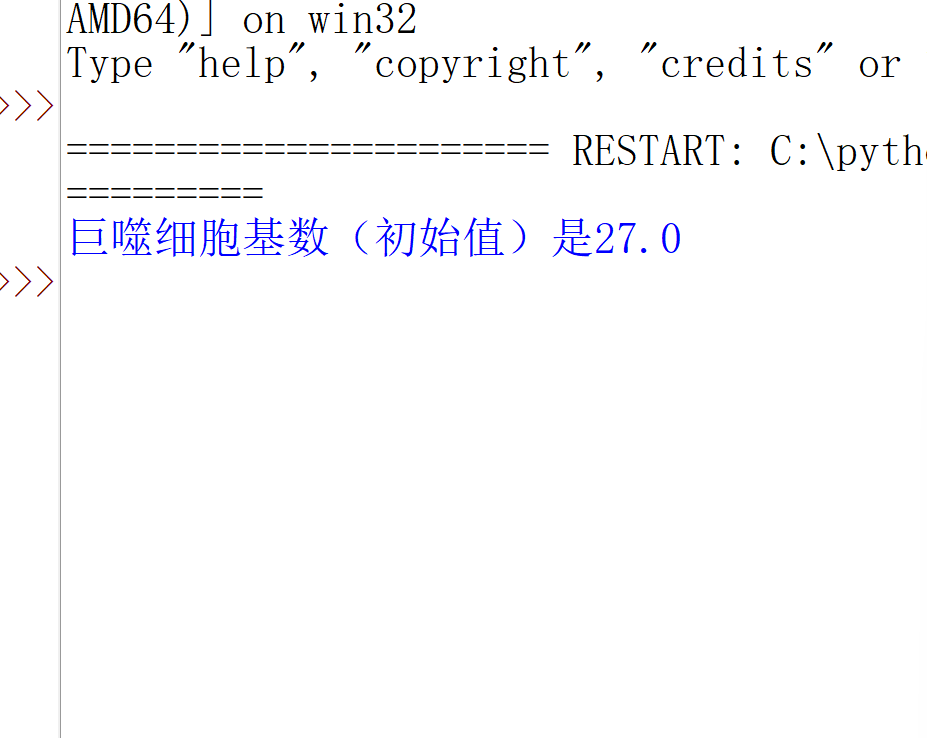 AMD64)] on win32
Type "help", "copyright", "credits" or
>>>
====================== RESTART: C:\pyth
=========
巨噬细胞基数（初始值）是27.0
>>>